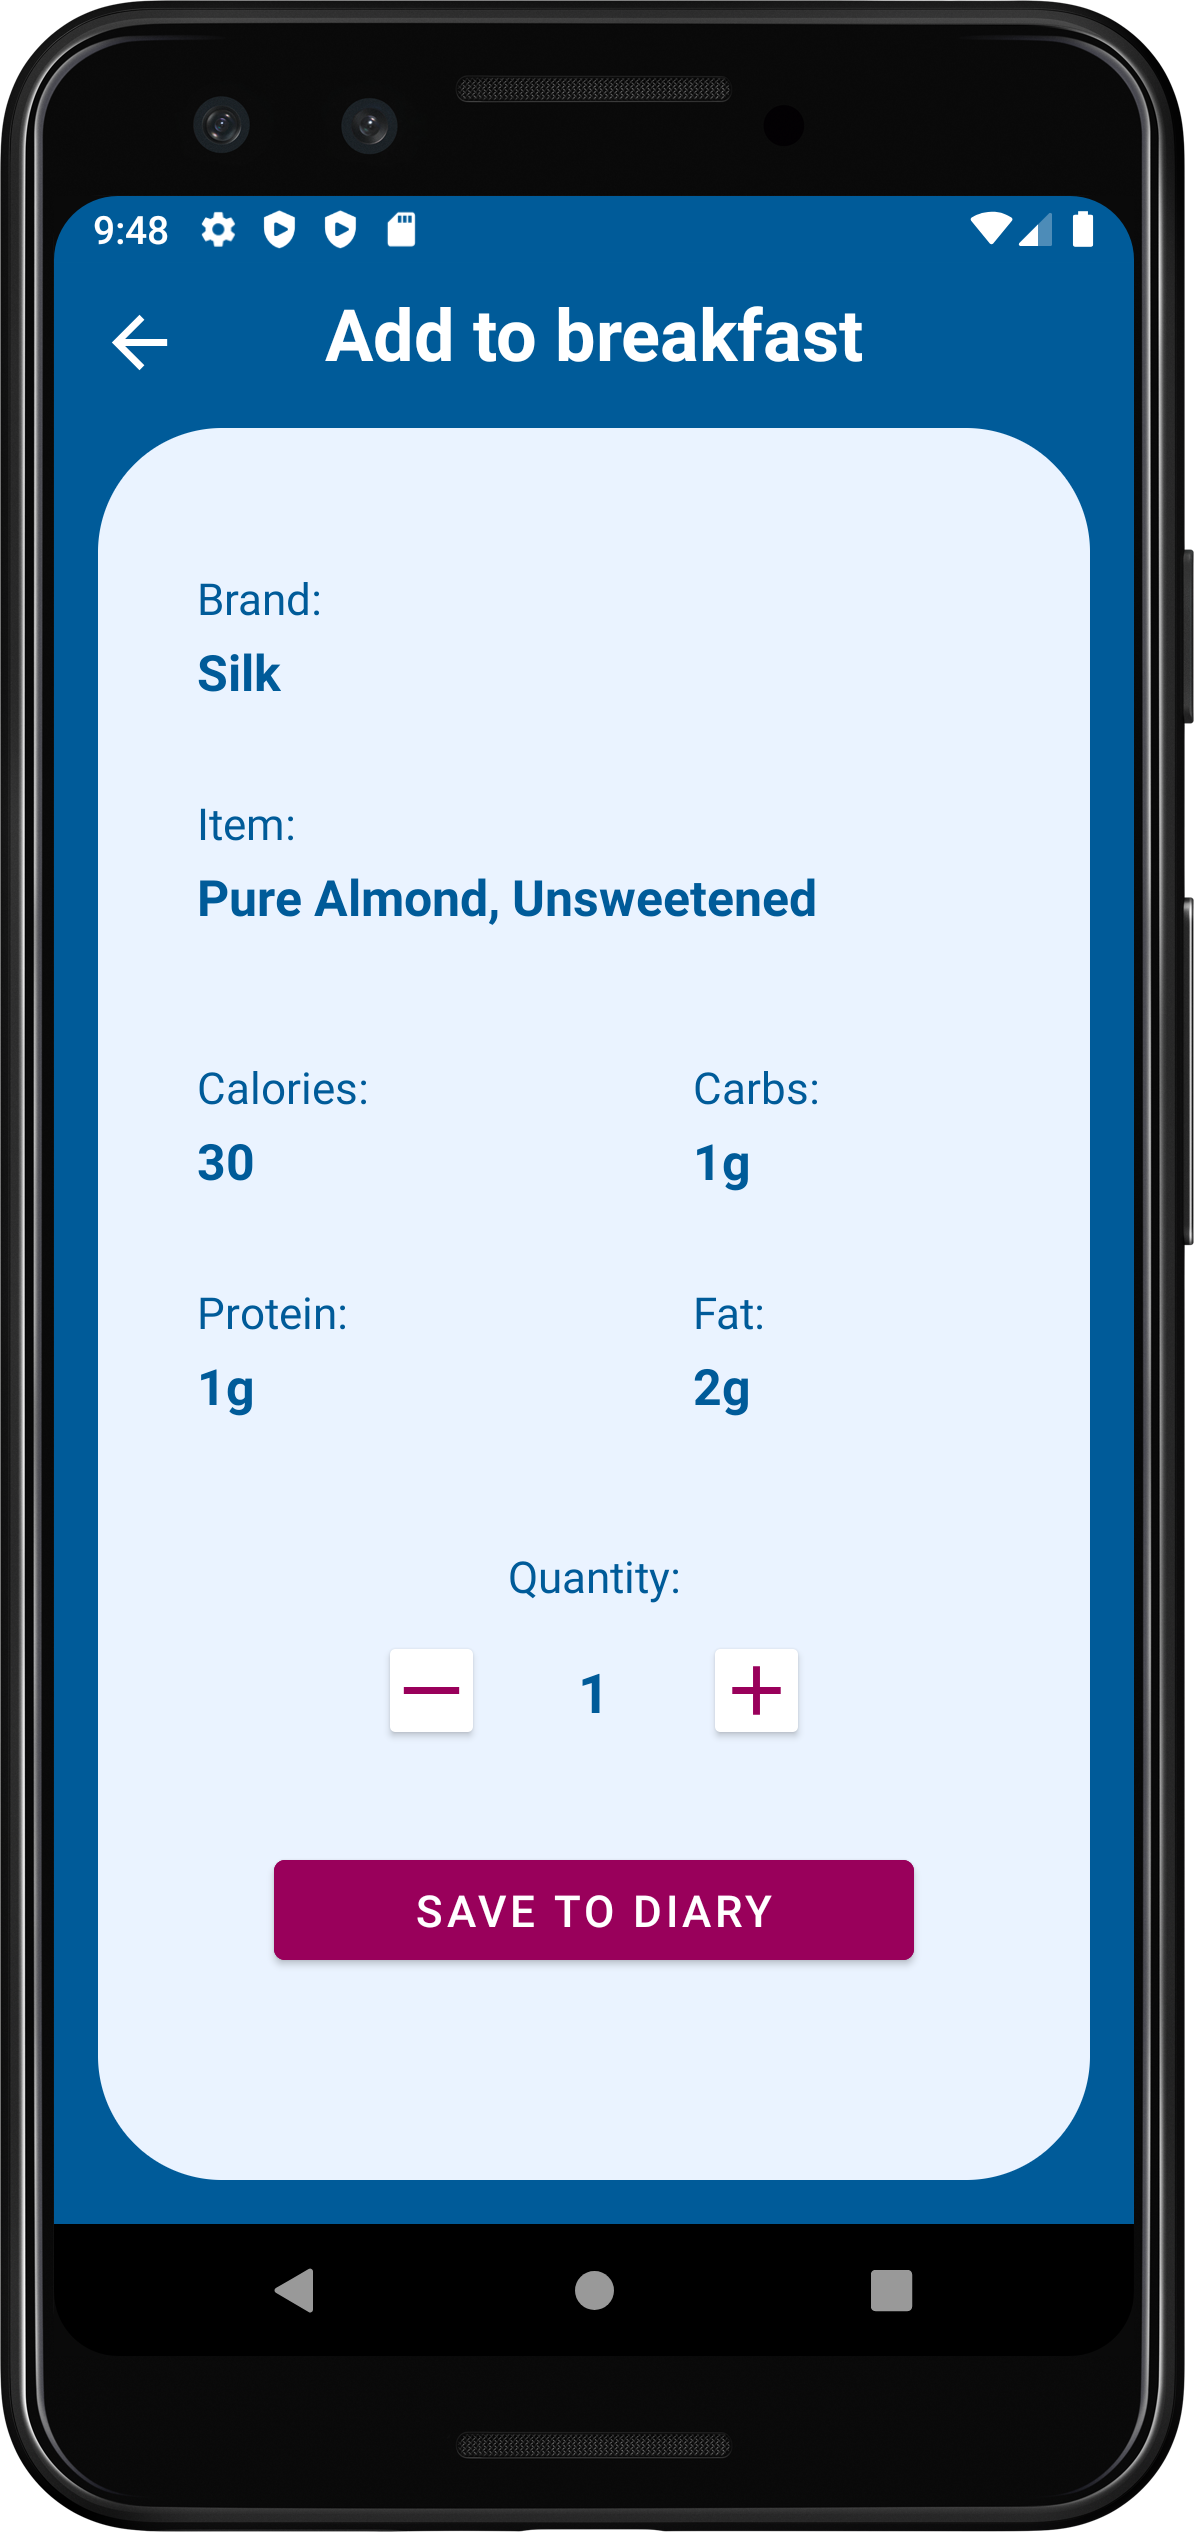 9:48
Add to breakfast
Brand:
Silk
Item:
Pure Almond, Unsweetened
Calories:
Carbs:
30
1g
Protein:
Fat:
1g
2g
Quantity:
1
SAVE TO DIARY